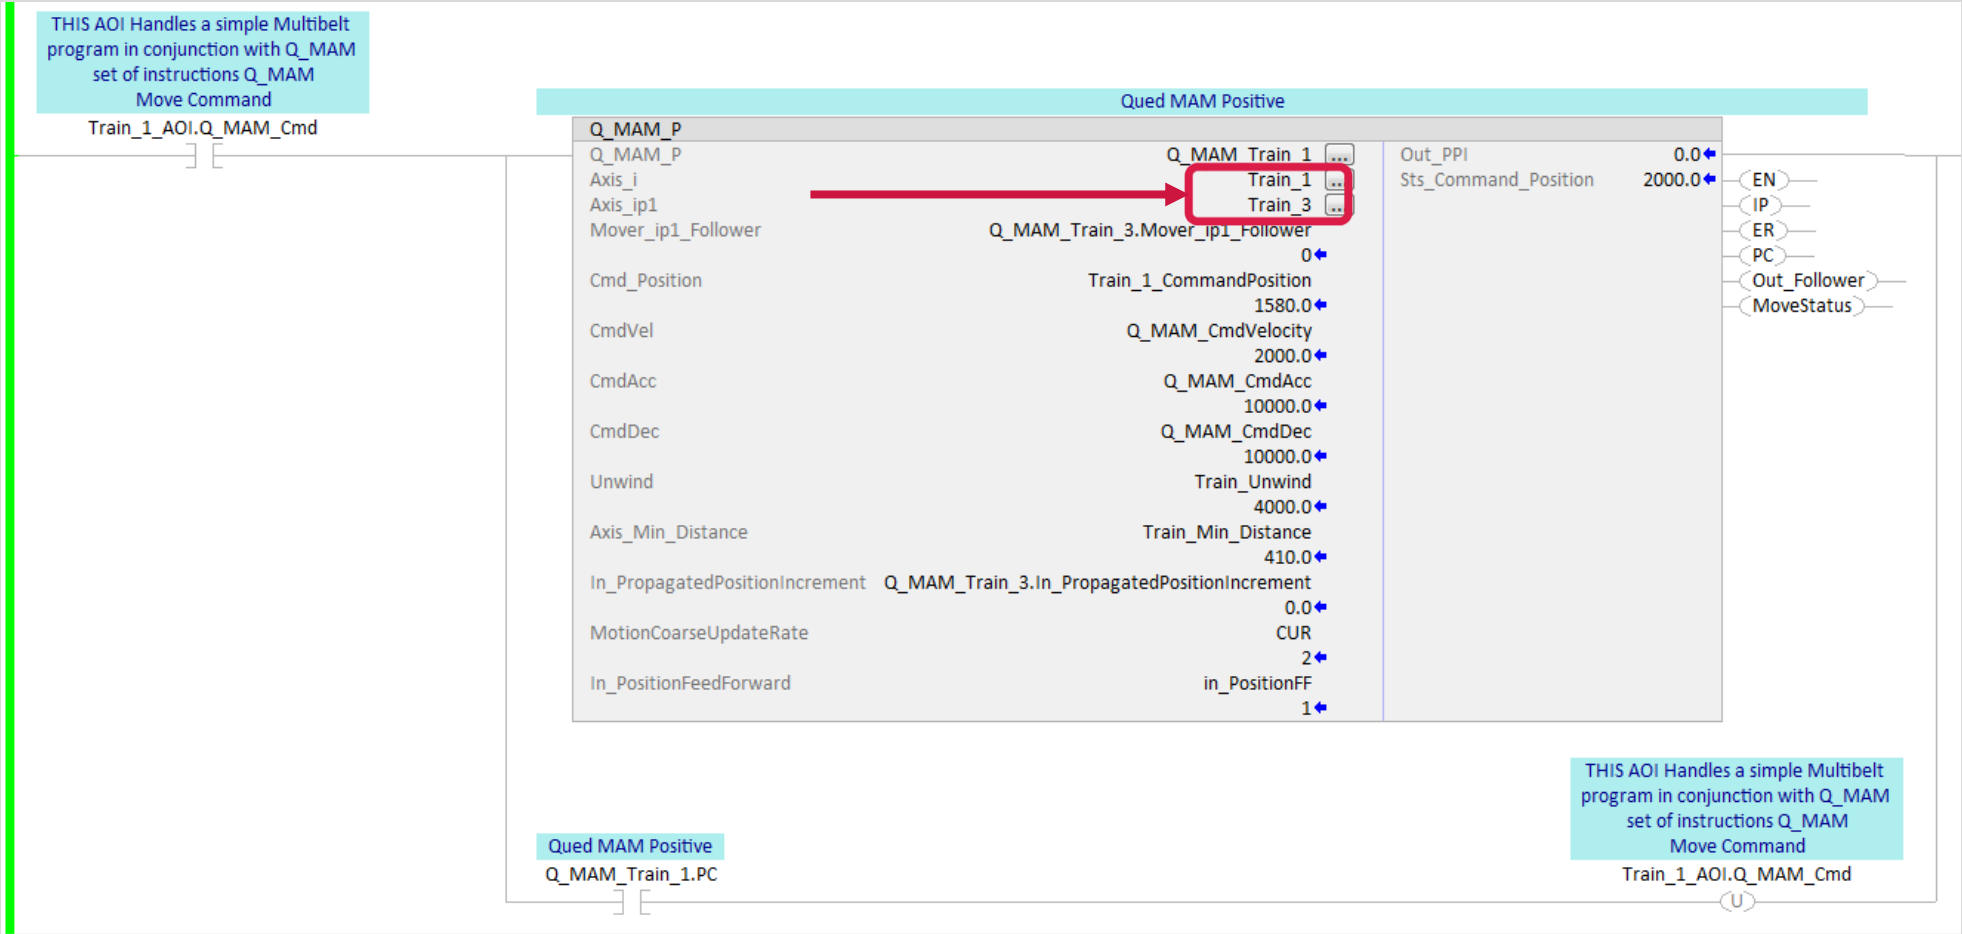 THIS AOI Handles a simple Multibelt
program in conjunction with Q_MAM
set of instructions Q_MAM
Move Command
Train_1_AOI.Q_MAM_Cmd
Qued MAM Positive
Q_MAM_P
Q_MAM_P Q_MAM_Train_1 ... Out_PPI 0.0
Axis_i Train_1 ... Sts_Command_Position 2000.0 EN
Axis_ip1 Train_3 ... IP
Mover_ip1_Follower Q_MAM_Train_3.Mover_ip1_Follower ER
0 PC
Cmd_Position Train_1_CommandPosition Out_Follower
1580.0 MoveStatus
CmdVel Q_MAM_CmdVelocity
2000.0
CmdAcc Q_MAM_CmdAcc
10000.0
CmdDec Q_MAM_CmdDec
10000.0
Unwind Train_Unwind
4000.0
Axis_Min_Distance Train_Min_Distance
410.0
In_PropagatedPositionIncrement Q_MAM_Train_3.In_PropagatedPositionIncrement
0.0
MotionCoarseUpdateRate CUR
2
In_PositionFeedForward in_PositionFF
1
THIS AOI Handles a simple Multibelt
program in conjunction with Q_MAM
set of instructions Q_MAM
Move Command
Train_1_AOI.Q_MAM_Cmd
U
Qued MAM Positive
Q_MAM_Train_1.PC